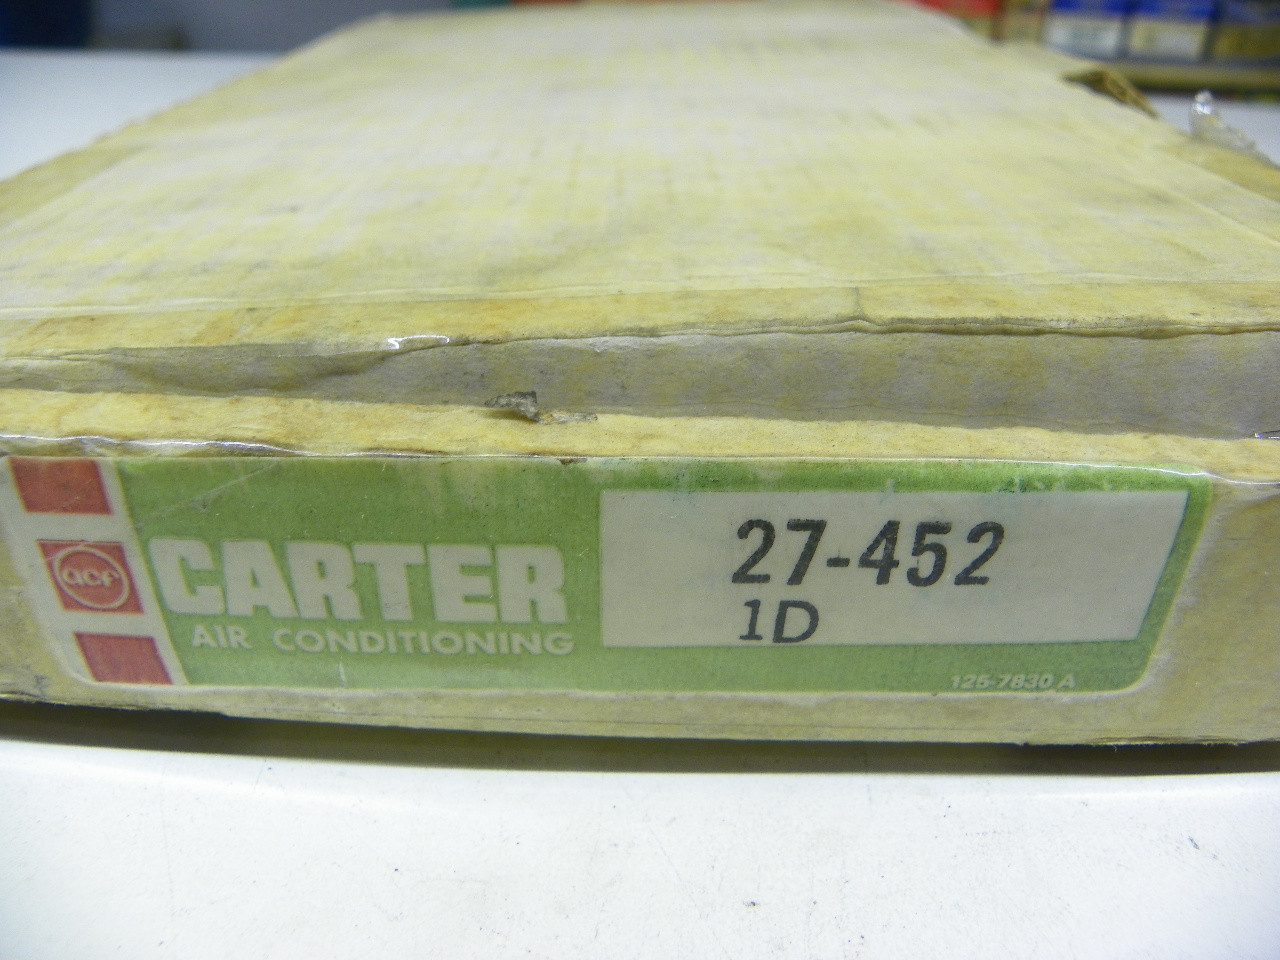 acf
CARTER
AIR CONDITIONING
27-452
1D
125-7830 A